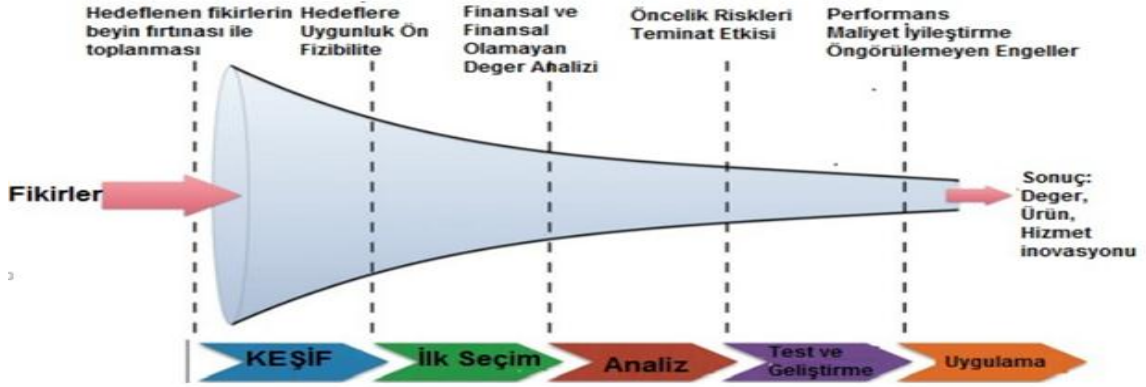 Hedeflenen fikirlerin
beyin fırtınası ile
toplanması
Hedeflere
Uygunluk Ön
Fizibilite
Finansal ve
Finansal
Olamayan
Deger Analizi
Öncelik Riskleri
Teminat Etkisi
Performans
Maliyet İyileştirme
Öngörülemeyen Engeller
Fikirler
Sonuç:
Deger,
Ürün,
Hizmet
inovasyonu
KEŞİF
İlk Seçim
Analiz
Test ve
Geliştirme
Uygulama